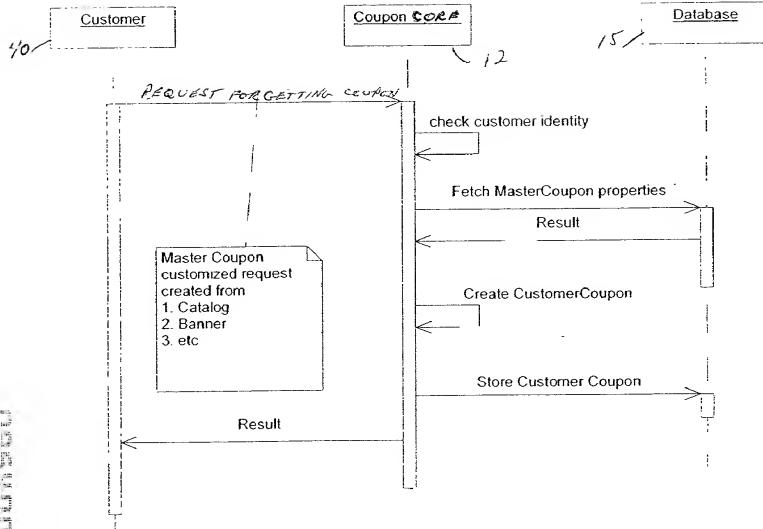 Customer
Coupon CORE
Database
40
12
15
REQUEST FOR GETTING COUPON
check customer identity
Fetch MasterCoupon properties
Result
Master Coupon
customized request
created from
1. Catalog
2. Banner
3. etc
Create CustomerCoupon
Store Customer Coupon
Result